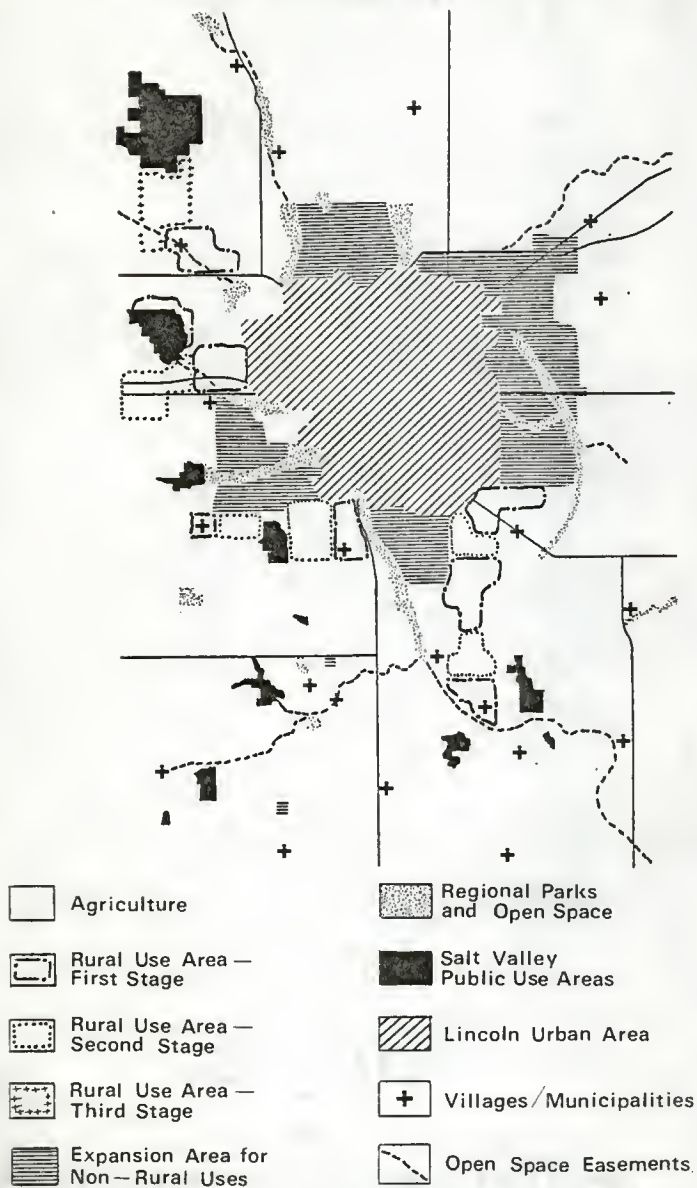 Agriculture
Rural Use Area —
First Stage
Rural Use Area —
Second Stage
Rural Use Area —
Third Stage
Expansion Area for
Non-Rural Uses
Regional Parks
and Open Space
Salt Valley
Public Use Areas
Lincoln Urban Area
Villages/Municipalities
Open Space Easements